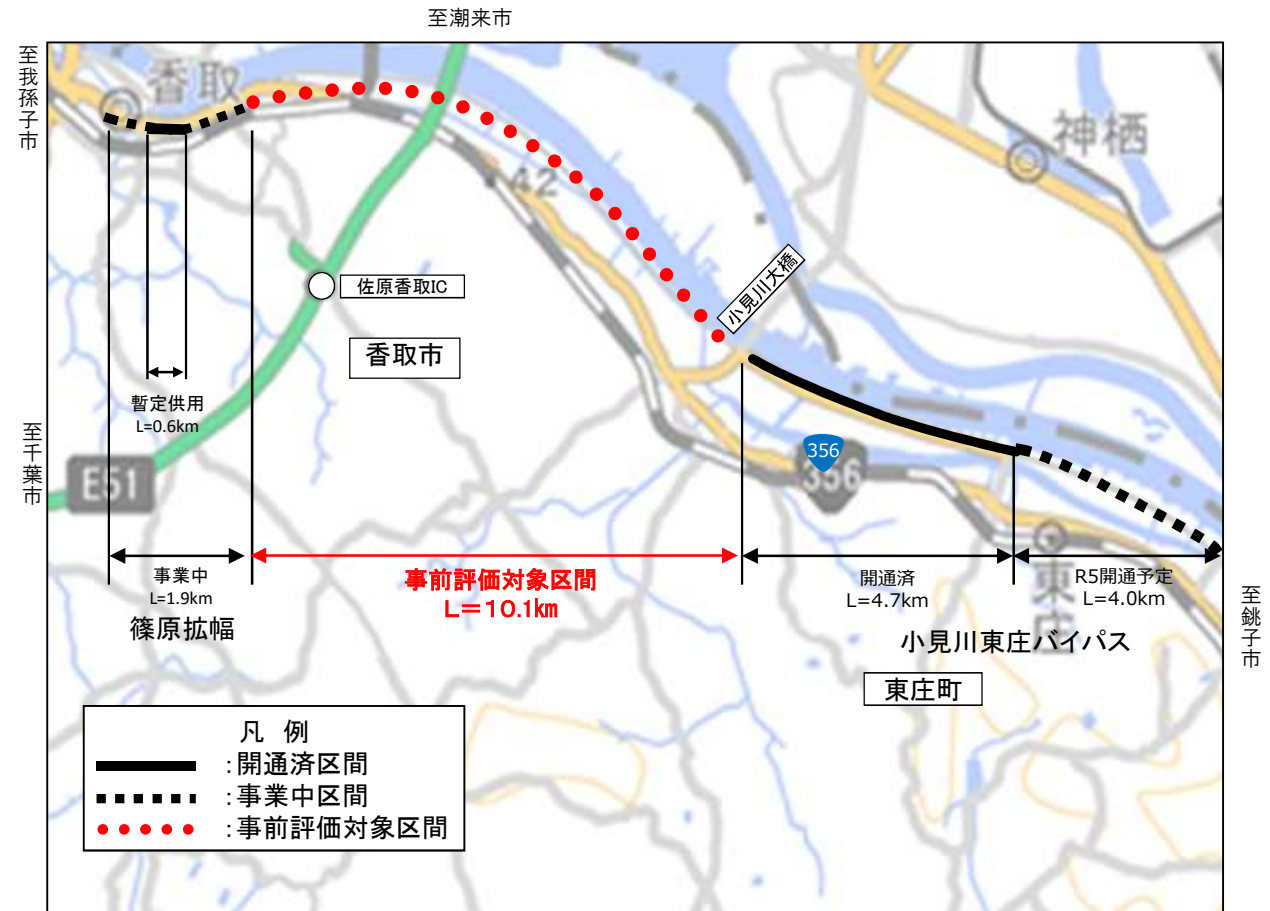 至潮来市
至我孫子市
香取
神栖
42
小見川大橋
佐原香取IC
香取市
暫定供用
L=0.6km
至千葉市
E51
356
356
事業中
L=1.9km
篠原拡幅
事前評価対象区間
L=10.1km
開通済
L=4.7km
R5開通予定
L=4.0km
東庄
小見川東庄バイパス
東庄町
至銚子市
凡 例
:開通済区間
:事業中区間
:事前評価対象区間